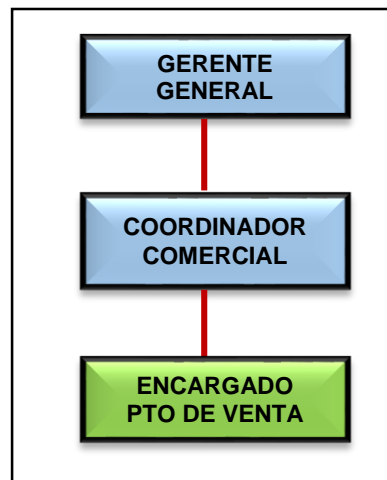 GERENTE
GENERAL
COORDINADOR
COMERCIAL
ENCARGADO
PTO DE VENTA